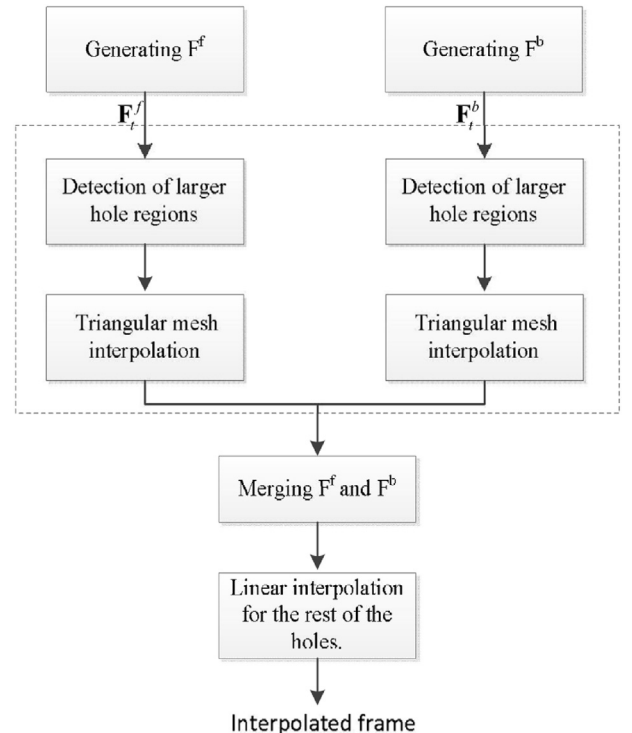 Generating F^f
Generating F^b
F_t^f
F_t^b
Detection of larger
hole regions
Detection of larger
hole regions
Triangular mesh
interpolation
Triangular mesh
interpolation
Merging F^f and F^b
Linear interpolation
for the rest of the
holes.
Interpolated frame